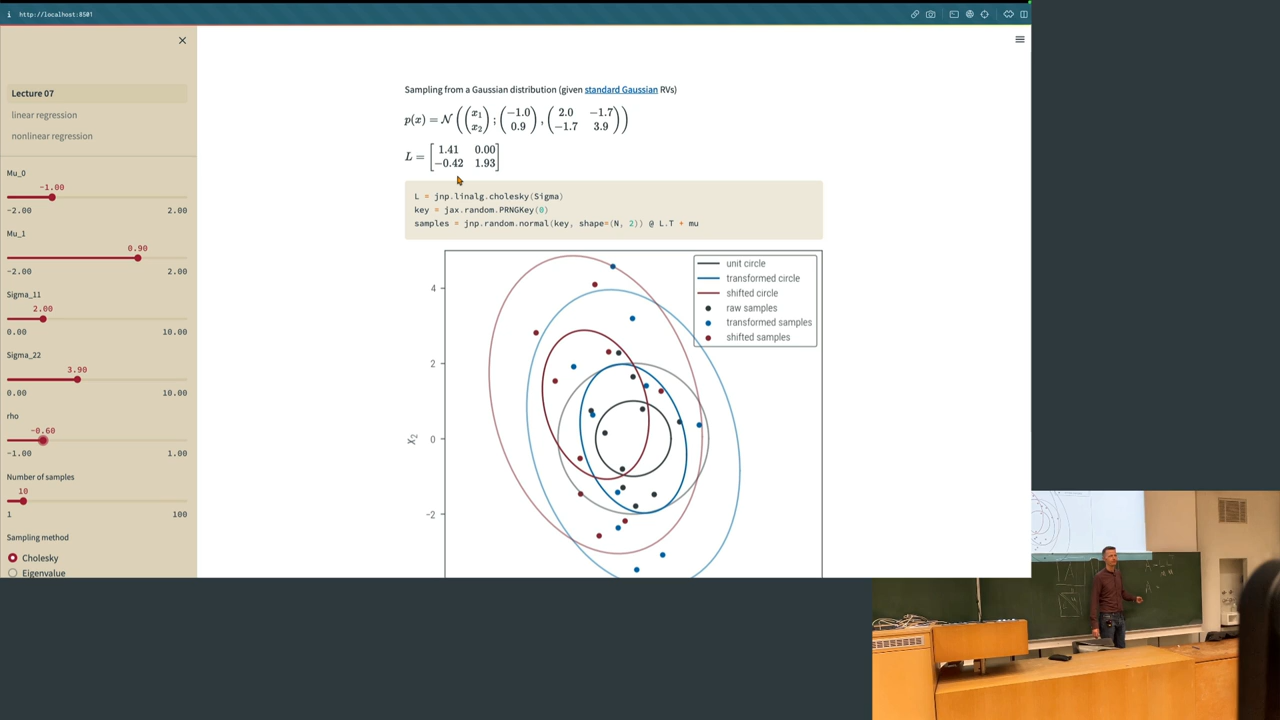 http://localhost:8501
Lecture 07
linear regression
nonlinear regression
Mu_0
-1.00
-2.00 2.00
Mu_1
0.90
-2.00 2.00
Sigma_11
2.00
0.00 10.00
Sigma_22
3.90
0.00 10.00
rho
-0.60
-1.00 1.00
Number of samples
10
1 100
Sampling method
Cholesky
Eigenvalue
Sampling from a Gaussian distribution (given standard Gaussian RVs)
p(x) = 𝒩 ( ( x₁ x₂ ) ; ( −1.0 0.9 ) , ( 2.0 −1.7 −1.7 3.9 ) )
L = [ 1.41 0.00 −0.42 1.93 ]
L = jnp.linalg.cholesky(Sigma)
key = jax.random.PRNGKey(0)
samples = jnp.random.normal(key, shape=(N, 2)) @ L.T + mu
unit circle
transformed circle
shifted circle
raw samples
transformed samples
shifted samples
4
2
0
−2
x₂